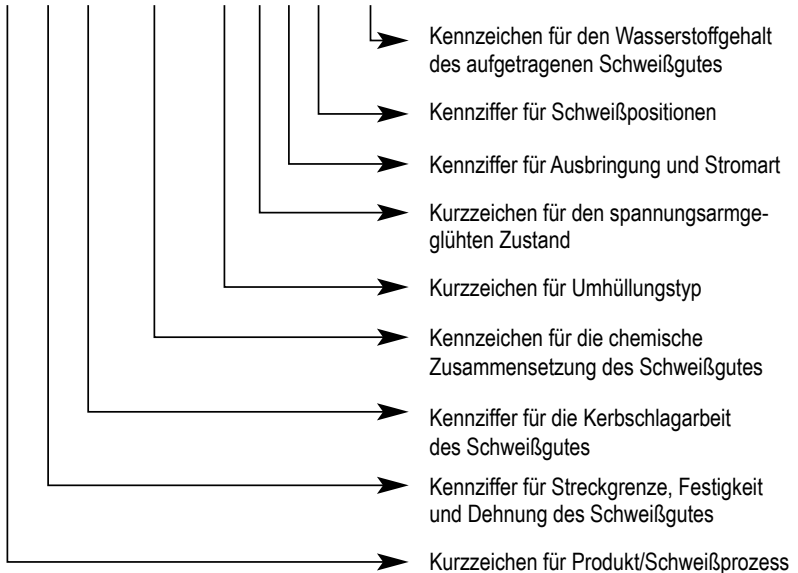 Kennzeichen für den Wasserstoffgehalt
des aufgetragenen Schweißgutes
Kennziffer für Schweißpositionen
Kennziffer für Ausbringung und Stromart
Kurzzeichen für den spannungsarmge-
glühten Zustand
Kurzzeichen für Umhüllungstyp
Kennzeichen für die chemische
Zusammensetzung des Schweißgutes
Kennziffer für die Kerbschlagarbeit
des Schweißgutes
Kennziffer für Streckgrenze, Festigkeit
und Dehnung des Schweißgutes
Kurzzeichen für Produkt/Schweißprozess